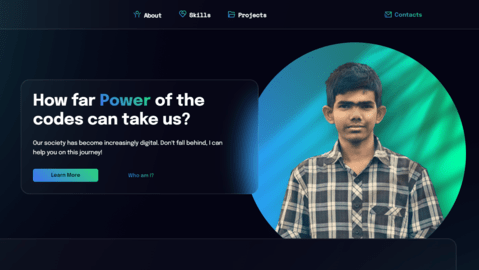 About
Skills
Projects
Contacts
How far Power of the
codes can take us?
Our society has become increasingly digital. Don't fall behind, I can
help you on this journey!
Learn More
Who am I?